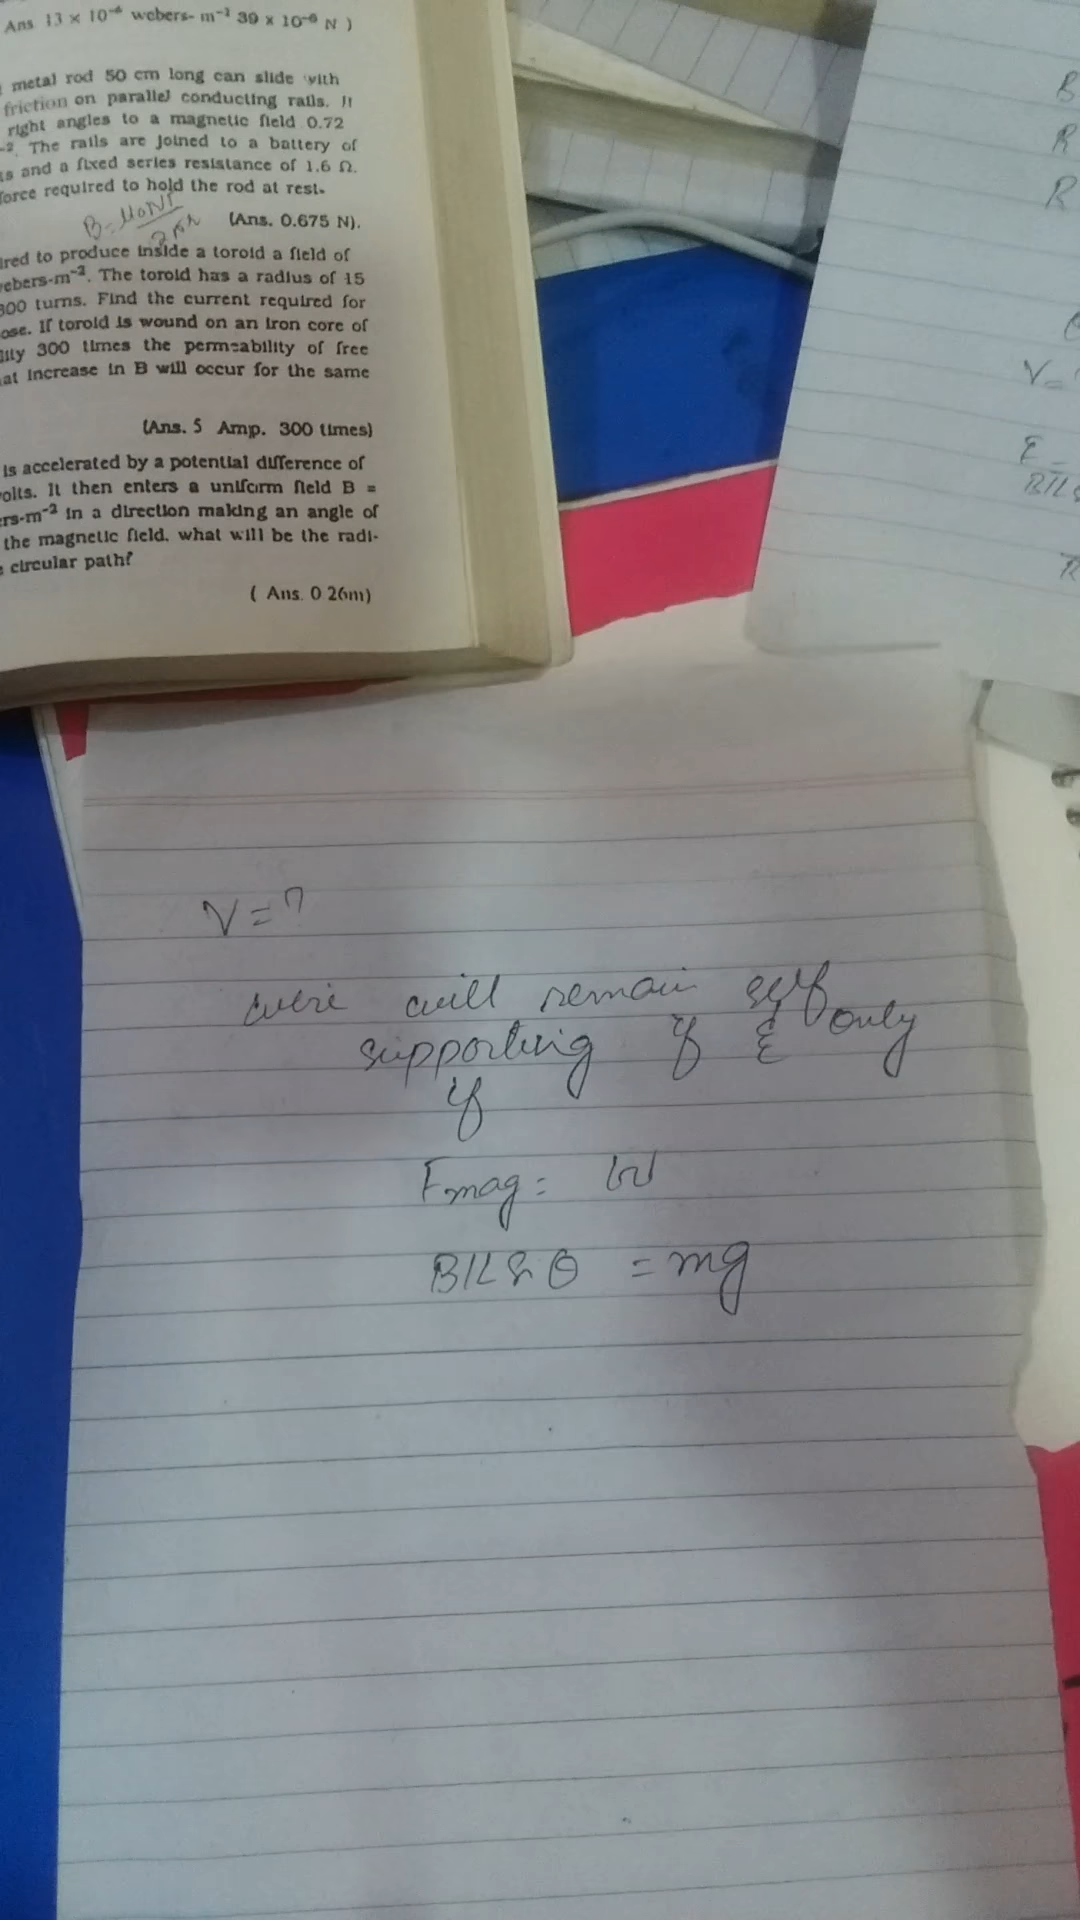 Ans 13 × 10⁻⁶ webers- m⁻² 39 × 10⁻⁶ N )
metal rod 50 cm long can slide with
friction on parallel conducting rails. It
right angles to a magnetic field 0.72
⁻². The rails are joined to a battery of
and a fixed series resistance of 1.6 Ω.
force required to hold the rod at rest.
B = μoNI
2πr
(Ans. 0.675 N).
red to produce inside a toroid a field of
ebers-m⁻². The toroid has a radius of 15
300 turns. Find the current required for
ose. If toroid is wound on an iron core of
ility 300 times the permeability of free
at increase in B will occur for the same
(Ans. 5 Amp. 300 times)
is accelerated by a potential difference of
olts. It then enters a uniform field B =
ers-m⁻² in a direction making an angle of
the magnetic field. what will be the radi-
circular path?
( Ans. 0 26m)
B
R
R
V=
ε =
BIL
R
V = ?
wire will remain self
supporting if & only
if
Fmag = W
BIL&θ = mg